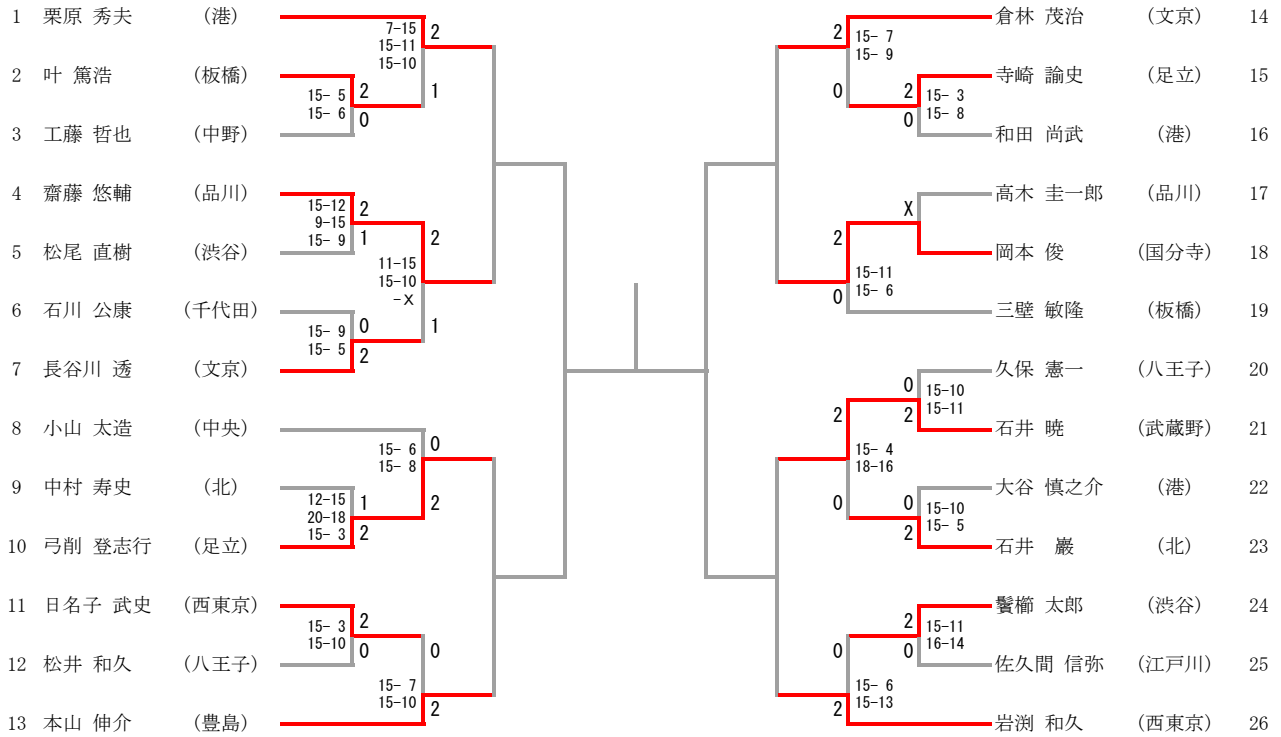 1 栗原 秀夫 (港)
7-15 2
15-11
15-10
2 叶 篤浩 (板橋)
15- 5 2 1
15- 6 0
3 工藤 哲也 (中野)
4 齋藤 悠輔 (品川)
15-12 2
9-15
15- 9 1 2
5 松尾 直樹 (渋谷)
11-15
15-10
-X
6 石川 公康 (千代田)
15- 9 0 1
15- 5 2
7 長谷川 透 (文京)
8 小山 太造 (中央)
15- 6 0
15- 8
9 中村 寿史 (北)
12-15 1 2
20-18
15- 3 2
10 弓削 登志行 (足立)
11 日名子 武史 (西東京)
15- 3 2
15-10 0 0
12 松井 和久 (八王子)
15- 7
15-10 2
13 本山 伸介 (豊島)
倉林 茂治 (文京) 14
2 15- 7
15- 9
寺崎 諭史 (足立) 15
0 2 15- 3
0 15- 8
和田 尚武 (港) 16
高木 圭一郎 (品川) 17
X
2
岡本 俊 (国分寺) 18
15-11
0 15- 6
三壁 敏隆 (板橋) 19
久保 憲一 (八王子) 20
0 15-10
2 2 15-11
石井 暁 (武蔵野) 21
15- 4
18-16
大谷 慎之介 (港) 22
0 0 15-10
2 15- 5
石井 巌 (北) 23
鬢櫛 太郎 (渋谷) 24
2 15-11
0 0 16-14
佐久間 信弥 (江戸川) 25
15- 6
2 15-13
岩渕 和久 (西東京) 26